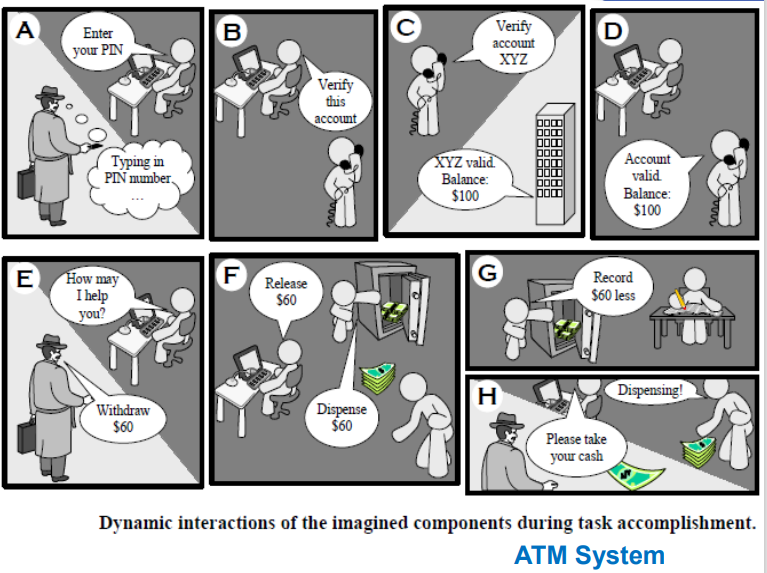 A
Enter
your PIN
Typing in
PIN number
...
B
Verify
this
account
C
Verify
account
XYZ
XYZ valid.
Balance:
$100
D
Account
valid.
Balance:
$100
E
How may
I help
you?
Withdraw
$60
F
Release
$60
Dispense
$60
G
Record
$60 less
H
Dispensing!
Please take
your cash
Dynamic interactions of the imagined components during task accomplishment.
ATM System